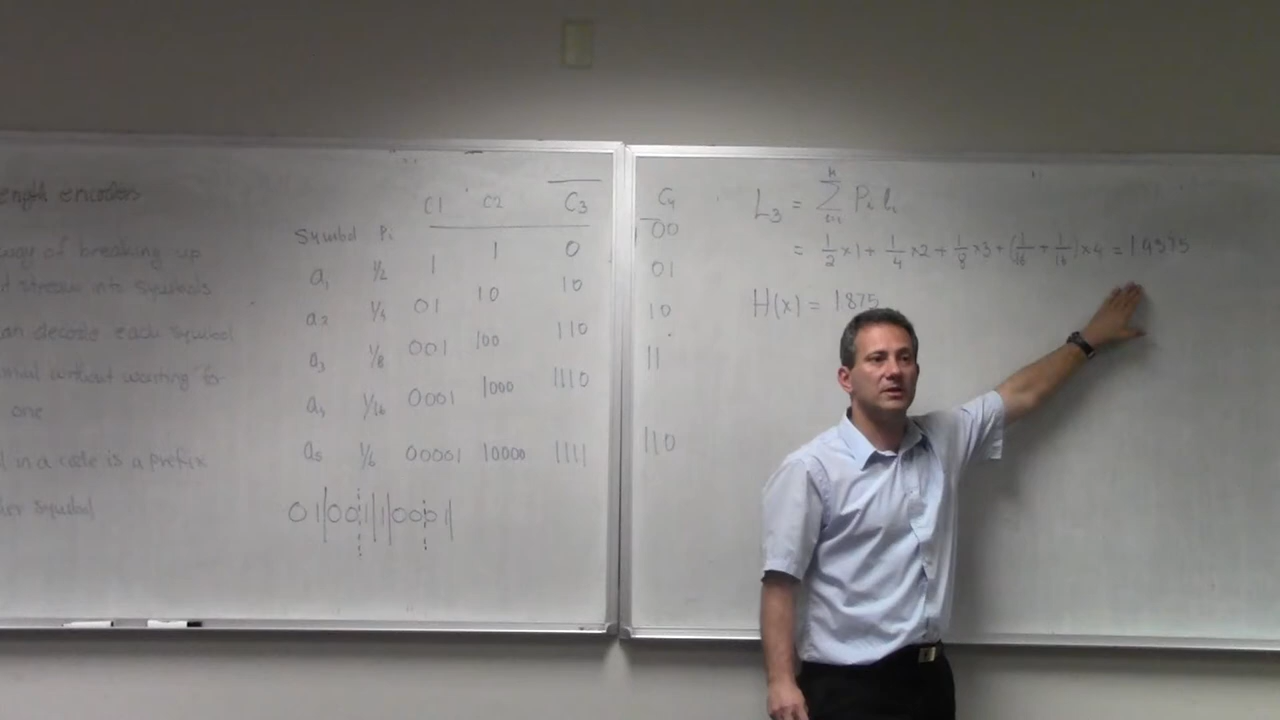 ength encoders
Symbol Pi C1 C2 C3
a1 1/2 1 1 0
a2 1/4 01 10 10
a3 1/8 001 100 110
a4 1/16 0001 1000 1110
a5 1/6 00001 10000 1111
of breaking up
t stream into symbols
an decode each symbol
without waiting for
one
l in a code is a prefix
symbol
01|001|1|0001|
C4
00
01
10
11
110
L3 = Σ Pi li
= 1/2 x1 + 1/4 x2 + 1/8 x3 + (1/16 + 1/16) x4 = 1.9375
H(x) = 1.875